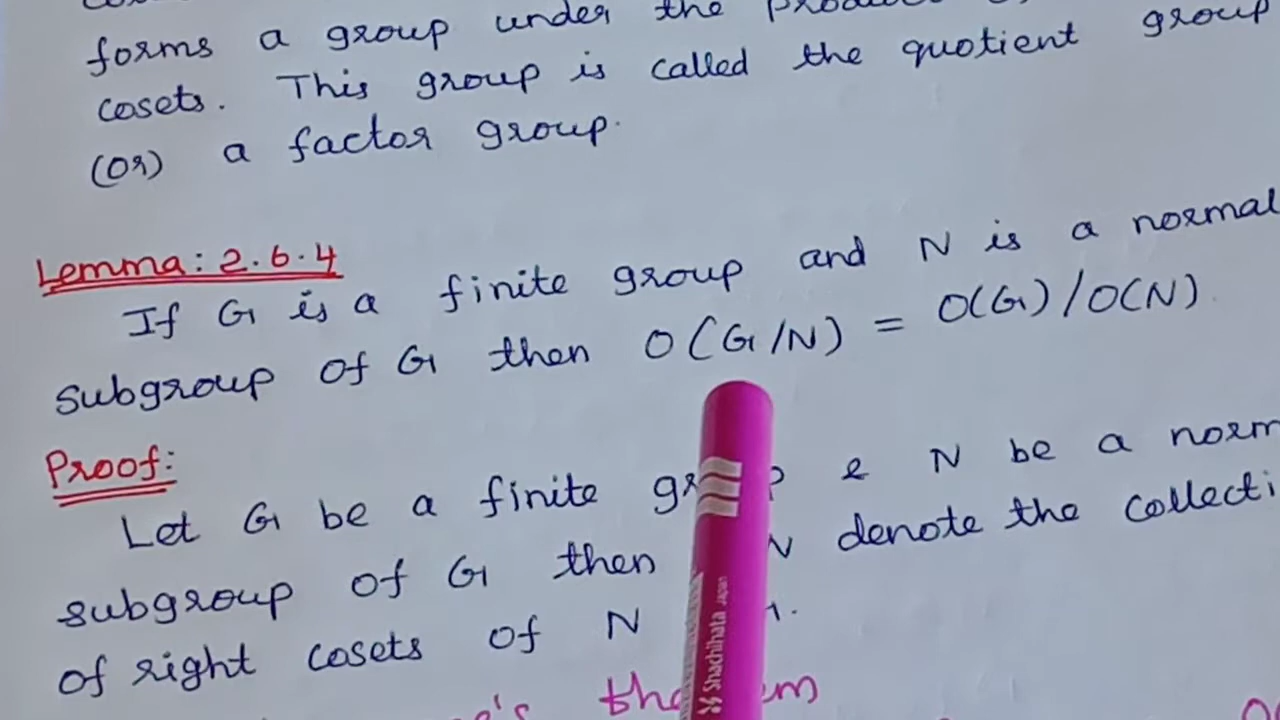 forms a group under the
cosets. This group is called the quotient group
(or) a factor group.
Lemma: 2.6.4
If G is a finite group and N is a normal
subgroup of G then O(G/N) = O(G)/O(N).
Proof:
Let G be a finite & N be a
subgroup of G then denote the
of right cosets of N
Shachihata Japan